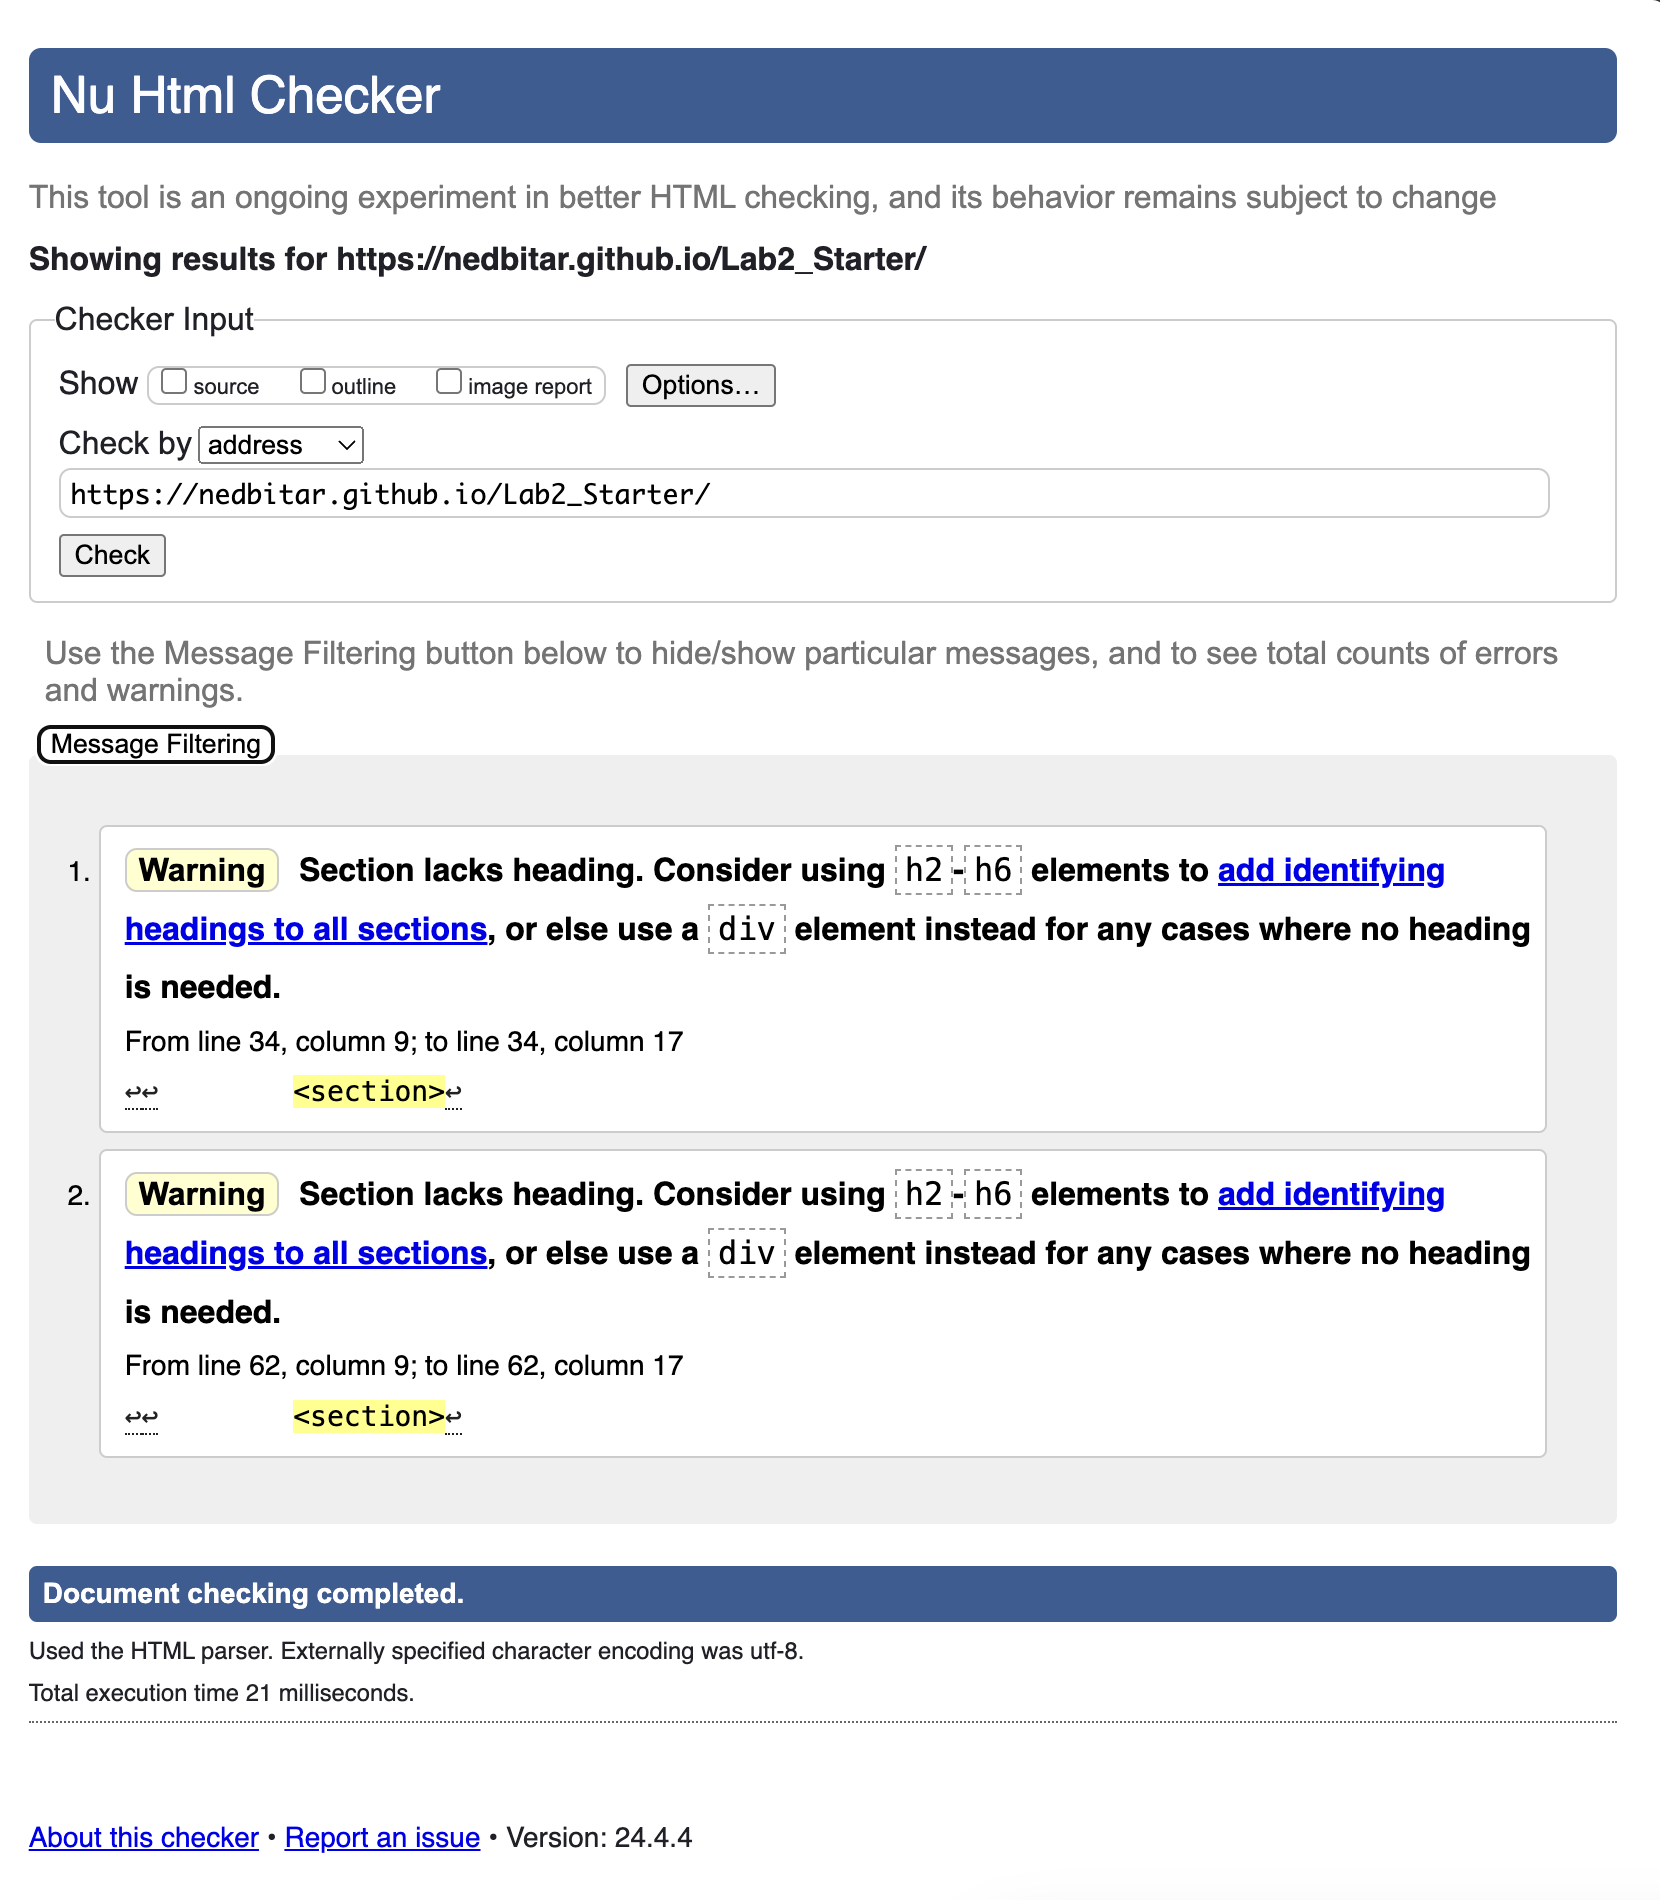 Nu Html Checker
This tool is an ongoing experiment in better HTML checking, and its behavior remains subject to change
Showing results for https://nedbitar.github.io/Lab2_Starter/
Checker Input
Show source outline image report Options...
Check by address
https://nedbitar.github.io/Lab2_Starter/
Check
Use the Message Filtering button below to hide/show particular messages, and to see total counts of errors
and warnings.
Message Filtering
1. Warning Section lacks heading. Consider using h2-h6 elements to add identifying
headings to all sections, or else use a div element instead for any cases where no heading
is needed.
From line 34, column 9; to line 34, column 17
↩↩ <section>↩
2. Warning Section lacks heading. Consider using h2-h6 elements to add identifying
headings to all sections, or else use a div element instead for any cases where no heading
is needed.
From line 62, column 9; to line 62, column 17
↩↩ <section>↩
Document checking completed.
Used the HTML parser. Externally specified character encoding was utf-8.
Total execution time 21 milliseconds.
About this checker • Report an issue • Version: 24.4.4